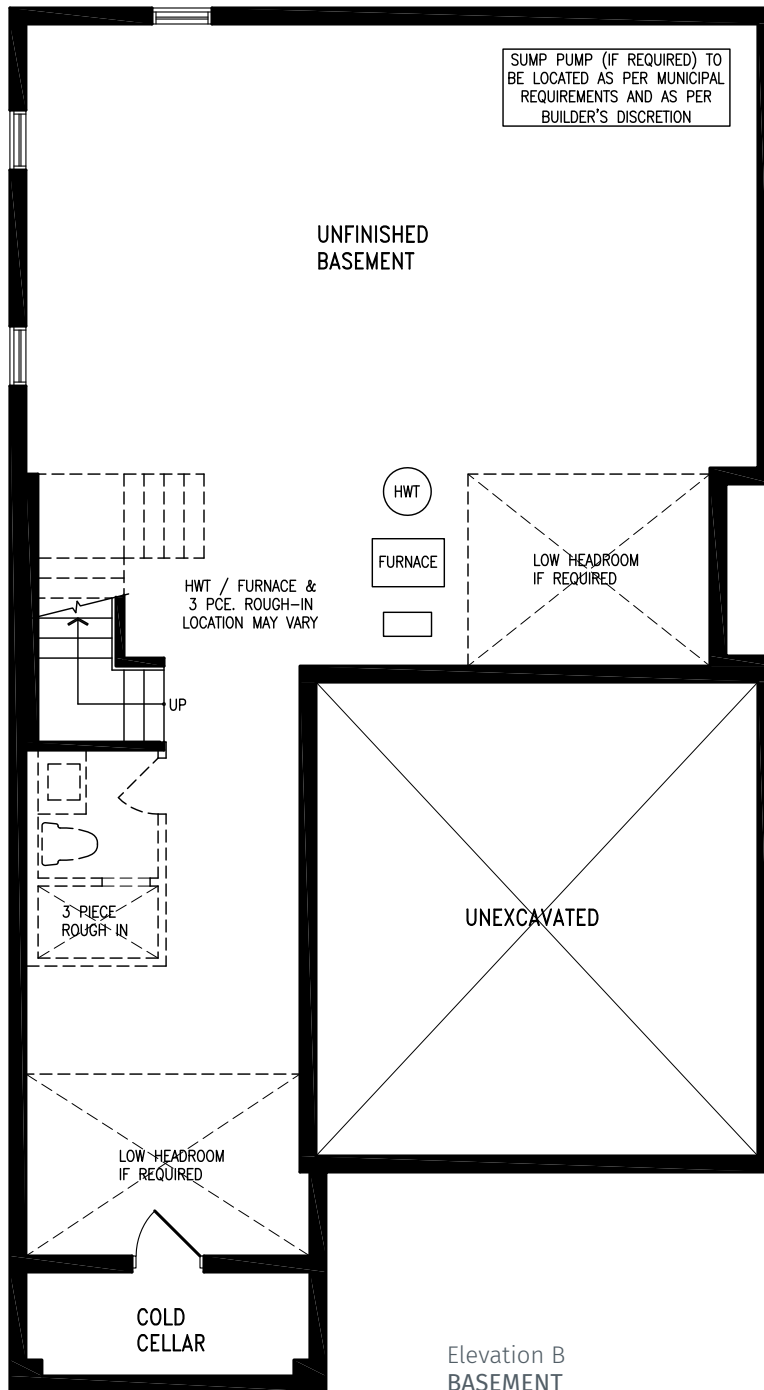 SUMP PUMP (IF REQUIRED) TO
BE LOCATED AS PER MUNICIPAL
REQUIREMENTS AND AS PER
BUILDER'S DISCRETION
UNFINISHED
BASEMENT
HWT
FURNACE
LOW HEADROOM
IF REQUIRED
HWT / FURNACE &
3 PCE. ROUGH-IN
LOCATION MAY VARY
UP
3 PIECE
ROUGH IN
UNEXCAVATED
LOW HEADROOM
IF REQUIRED
COLD
CELLAR
Elevation B
BASEMENT